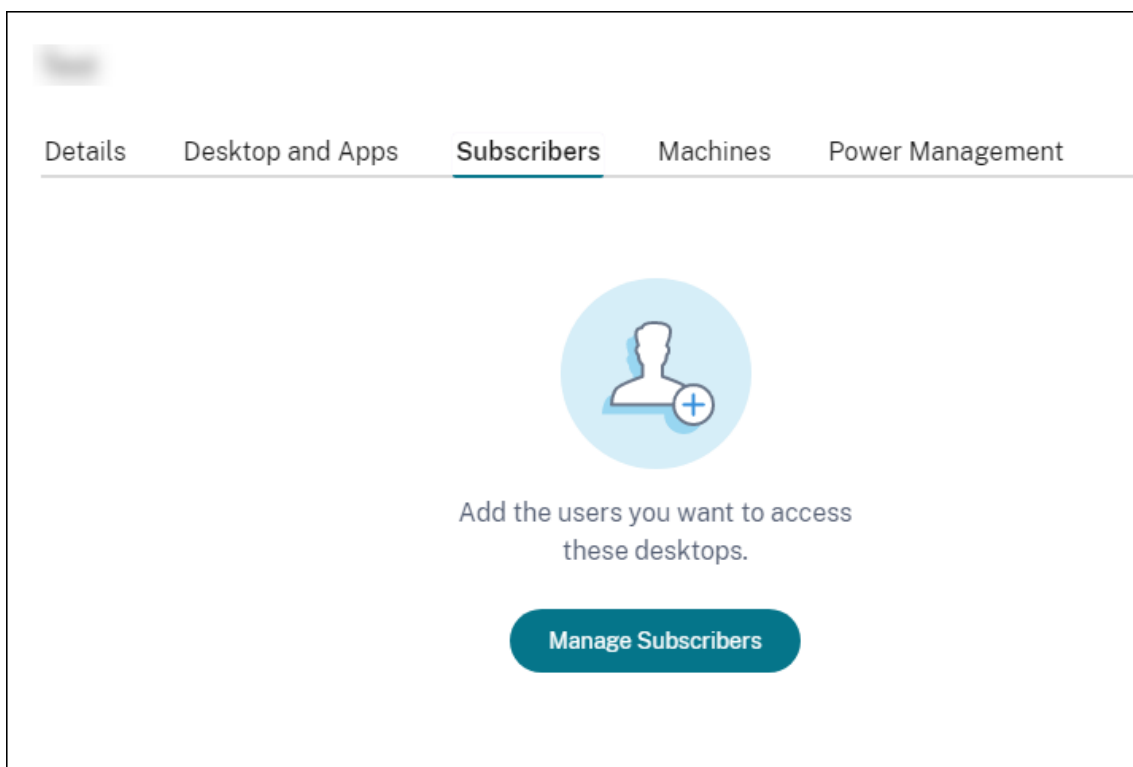 Details Desktop and Apps Subscribers Machines Power Management
Add the users you want to access
these desktops.
Manage Subscribers